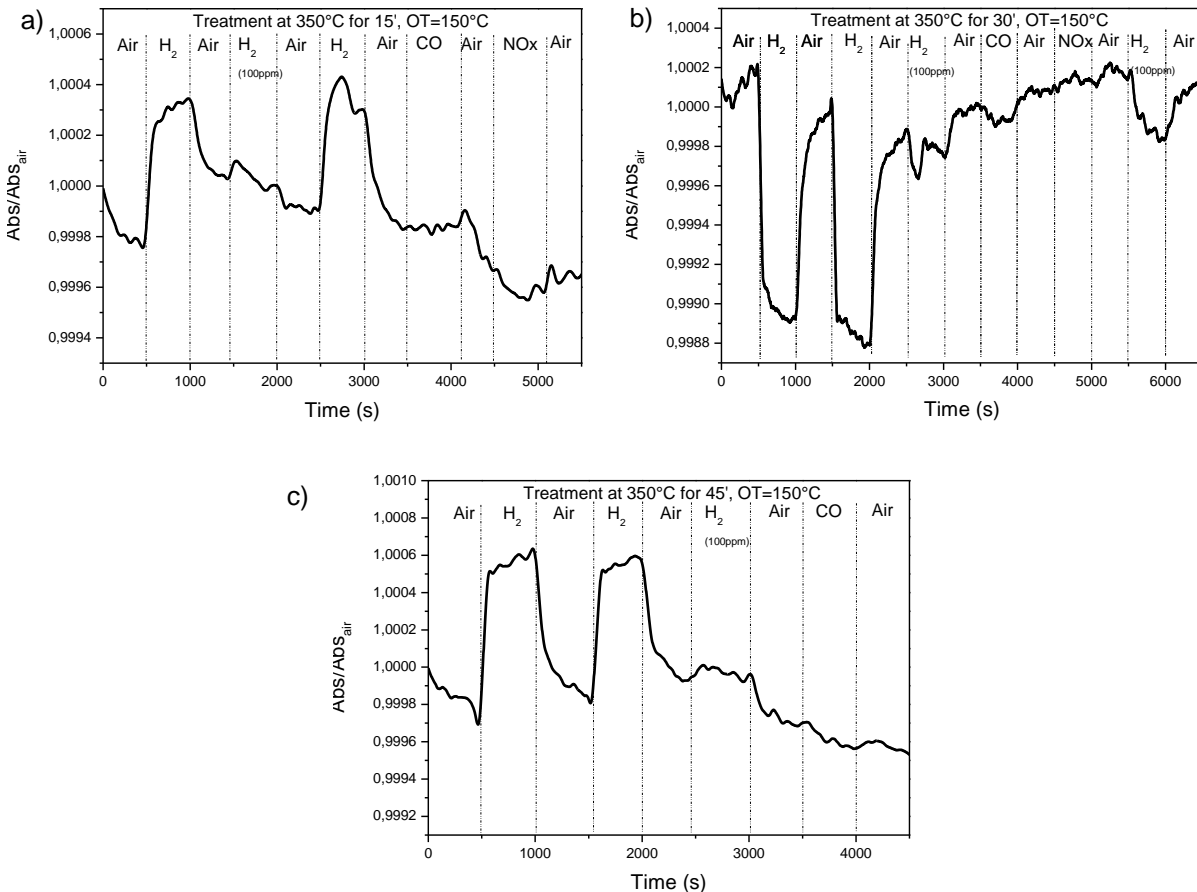 a)
Treatment at 350°C for 15', OT=150°C
Air H2 Air H2 Air H2 Air CO Air NOx Air
(100ppm)
1,0006
1,0004
1,0002
1,0000
0,9998
0,9996
0,9994
Abs/Absair
0 1000 2000 3000 4000 5000
Time (s)
b)
Treatment at 350°C for 30', OT=150°C
Air H2 Air H2 Air H2 Air CO Air NOx Air H2 Air
(100ppm) (100ppm)
1,0004
1,0002
1,0000
0,9998
0,9996
0,9994
0,9992
0,9990
0,9988
Abs/Absair
0 1000 2000 3000 4000 5000 6000
Time (s)
c)
Treatment at 350°C for 45', OT=150°C
Air H2 Air H2 Air H2 Air CO Air
(100ppm)
1,0010
1,0008
1,0006
1,0004
1,0002
1,0000
0,9998
0,9996
0,9994
0,9992
Abs/Absair
0 1000 2000 3000 4000
Time (s)